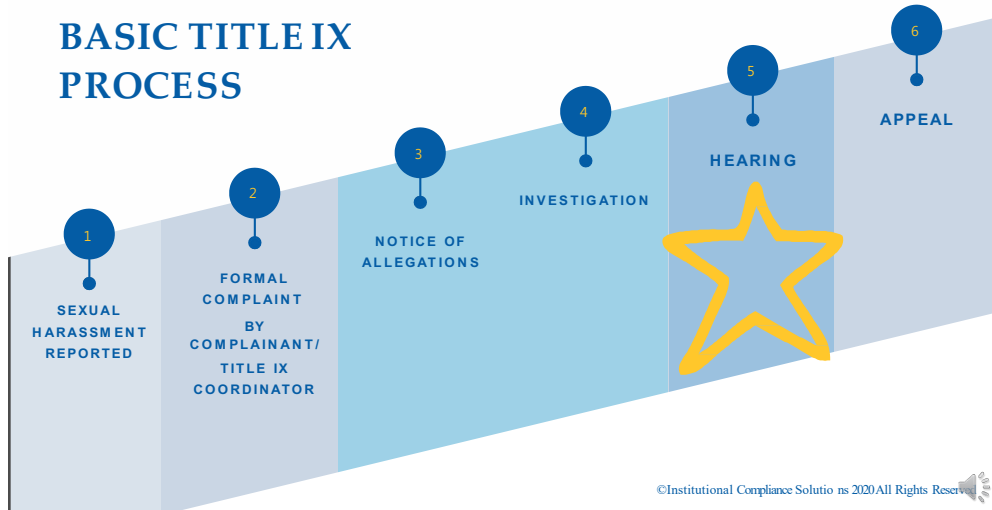 BASIC TITLE IX
PROCESS
1
SEXUAL
HARASSMENT
REPORTED
2
FORMAL
COMPLAINT
BY
COMPLAINANT/
TITLE IX
COORDINATOR
3
NOTICE OF
ALLEGATIONS
4
INVESTIGATION
5
HEARING
6
APPEAL
©Institutional Compliance Solutio ns 2020 All Rights Reserved